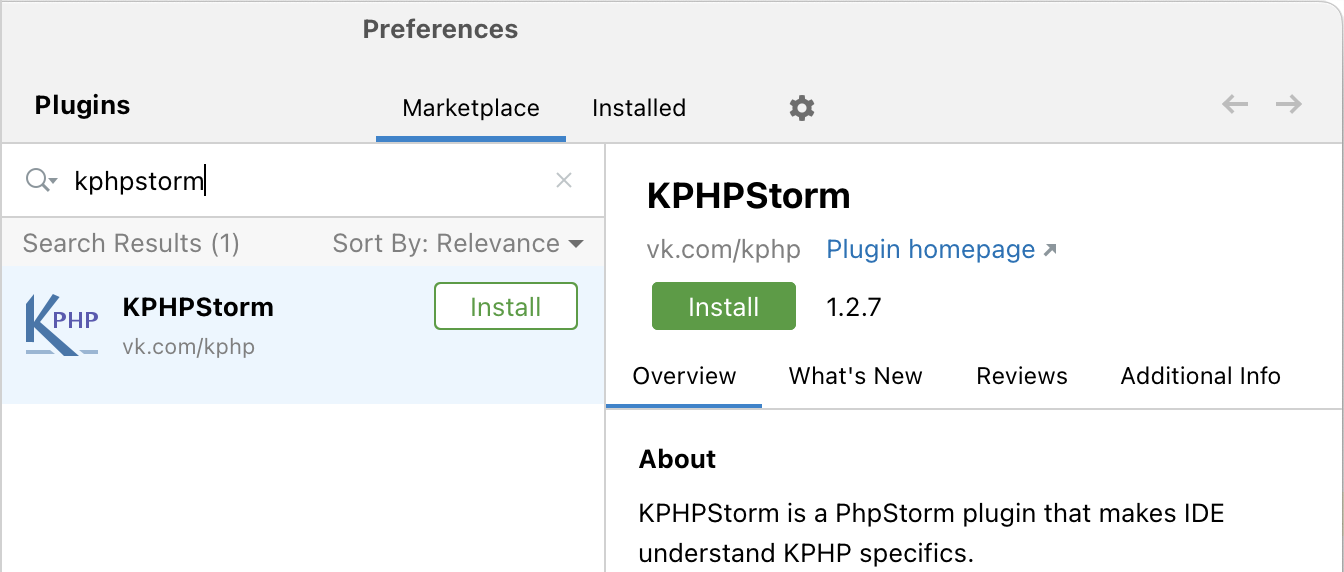 Preferences
Plugins
Marketplace
Installed
kphpstorm
Search Results (1)
Sort By: Relevance
PHP
KPHPStorm
Install
vk.com/kphp
KPHPStorm
vk.com/kphp
Plugin homepage
Install
1.2.7
Overview
What's New
Reviews
Additional Info
About
KPHPStorm is a PhpStorm plugin that makes IDE
understand KPHP specifics.